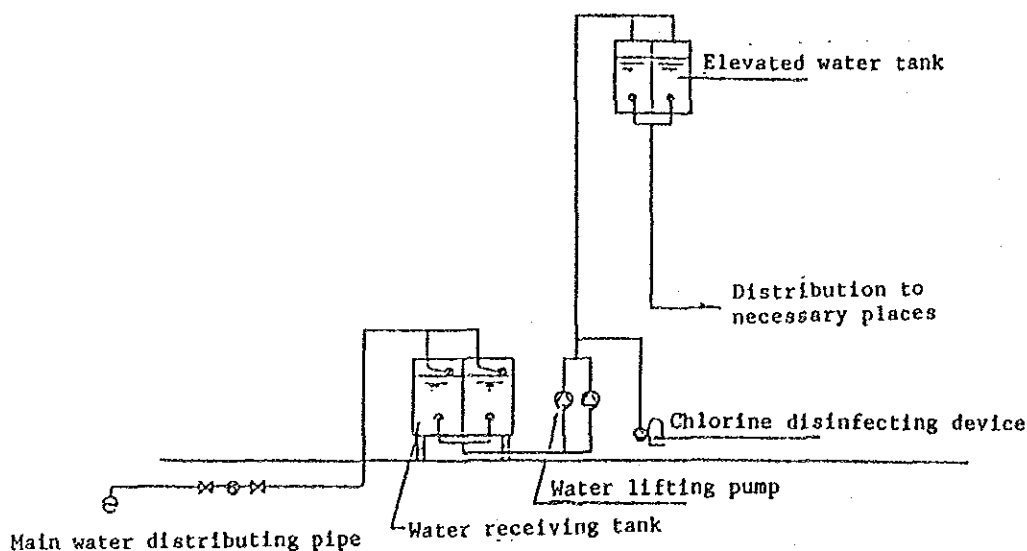 Elevated water tank
Distribution to
necessary places
Chlorine disinfecting device
Water lifting pump
Water receiving tank
Main water distributing pipe